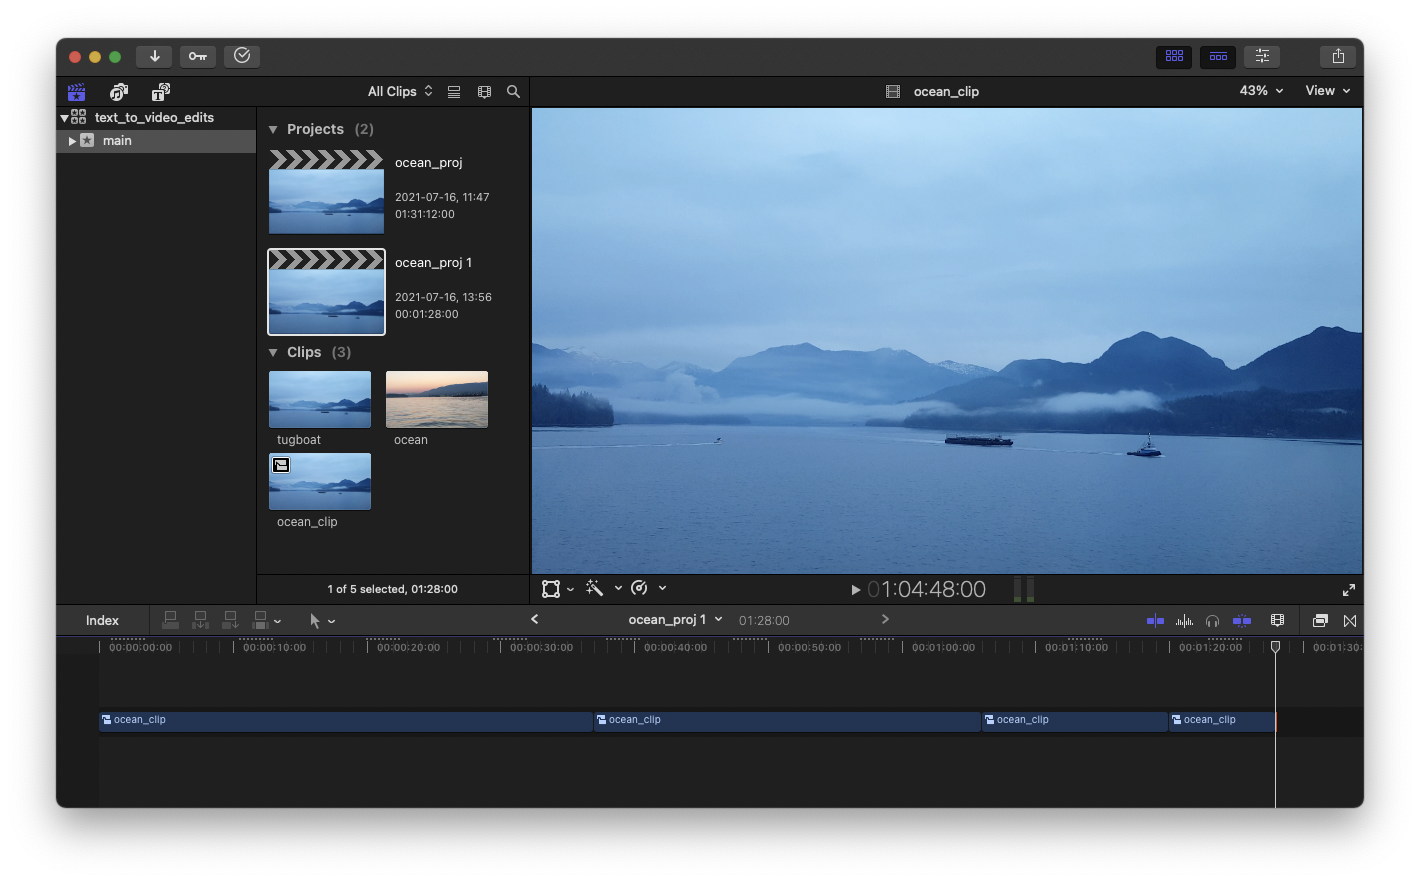 All Clips
ocean_clip
43%
View
text_to_video_edits
main
Projects (2)
ocean_proj
2021-07-16, 11:47
01:31:12:00
ocean_proj 1
2021-07-16, 13:56
00:01:28:00
Clips (3)
tugboat
ocean
ocean_clip
1 of 5 selected, 01:28:00
01:04:48:00
Index
ocean_proj 1
01:28:00
00:00:00:00
00:00:10:00
00:00:20:00
00:00:30:00
00:00:40:00
00:00:50:00
00:01:00:00
00:01:10:00
00:01:20:00
00:01:30:
ocean_clip
ocean_clip
ocean_clip
ocean_clip